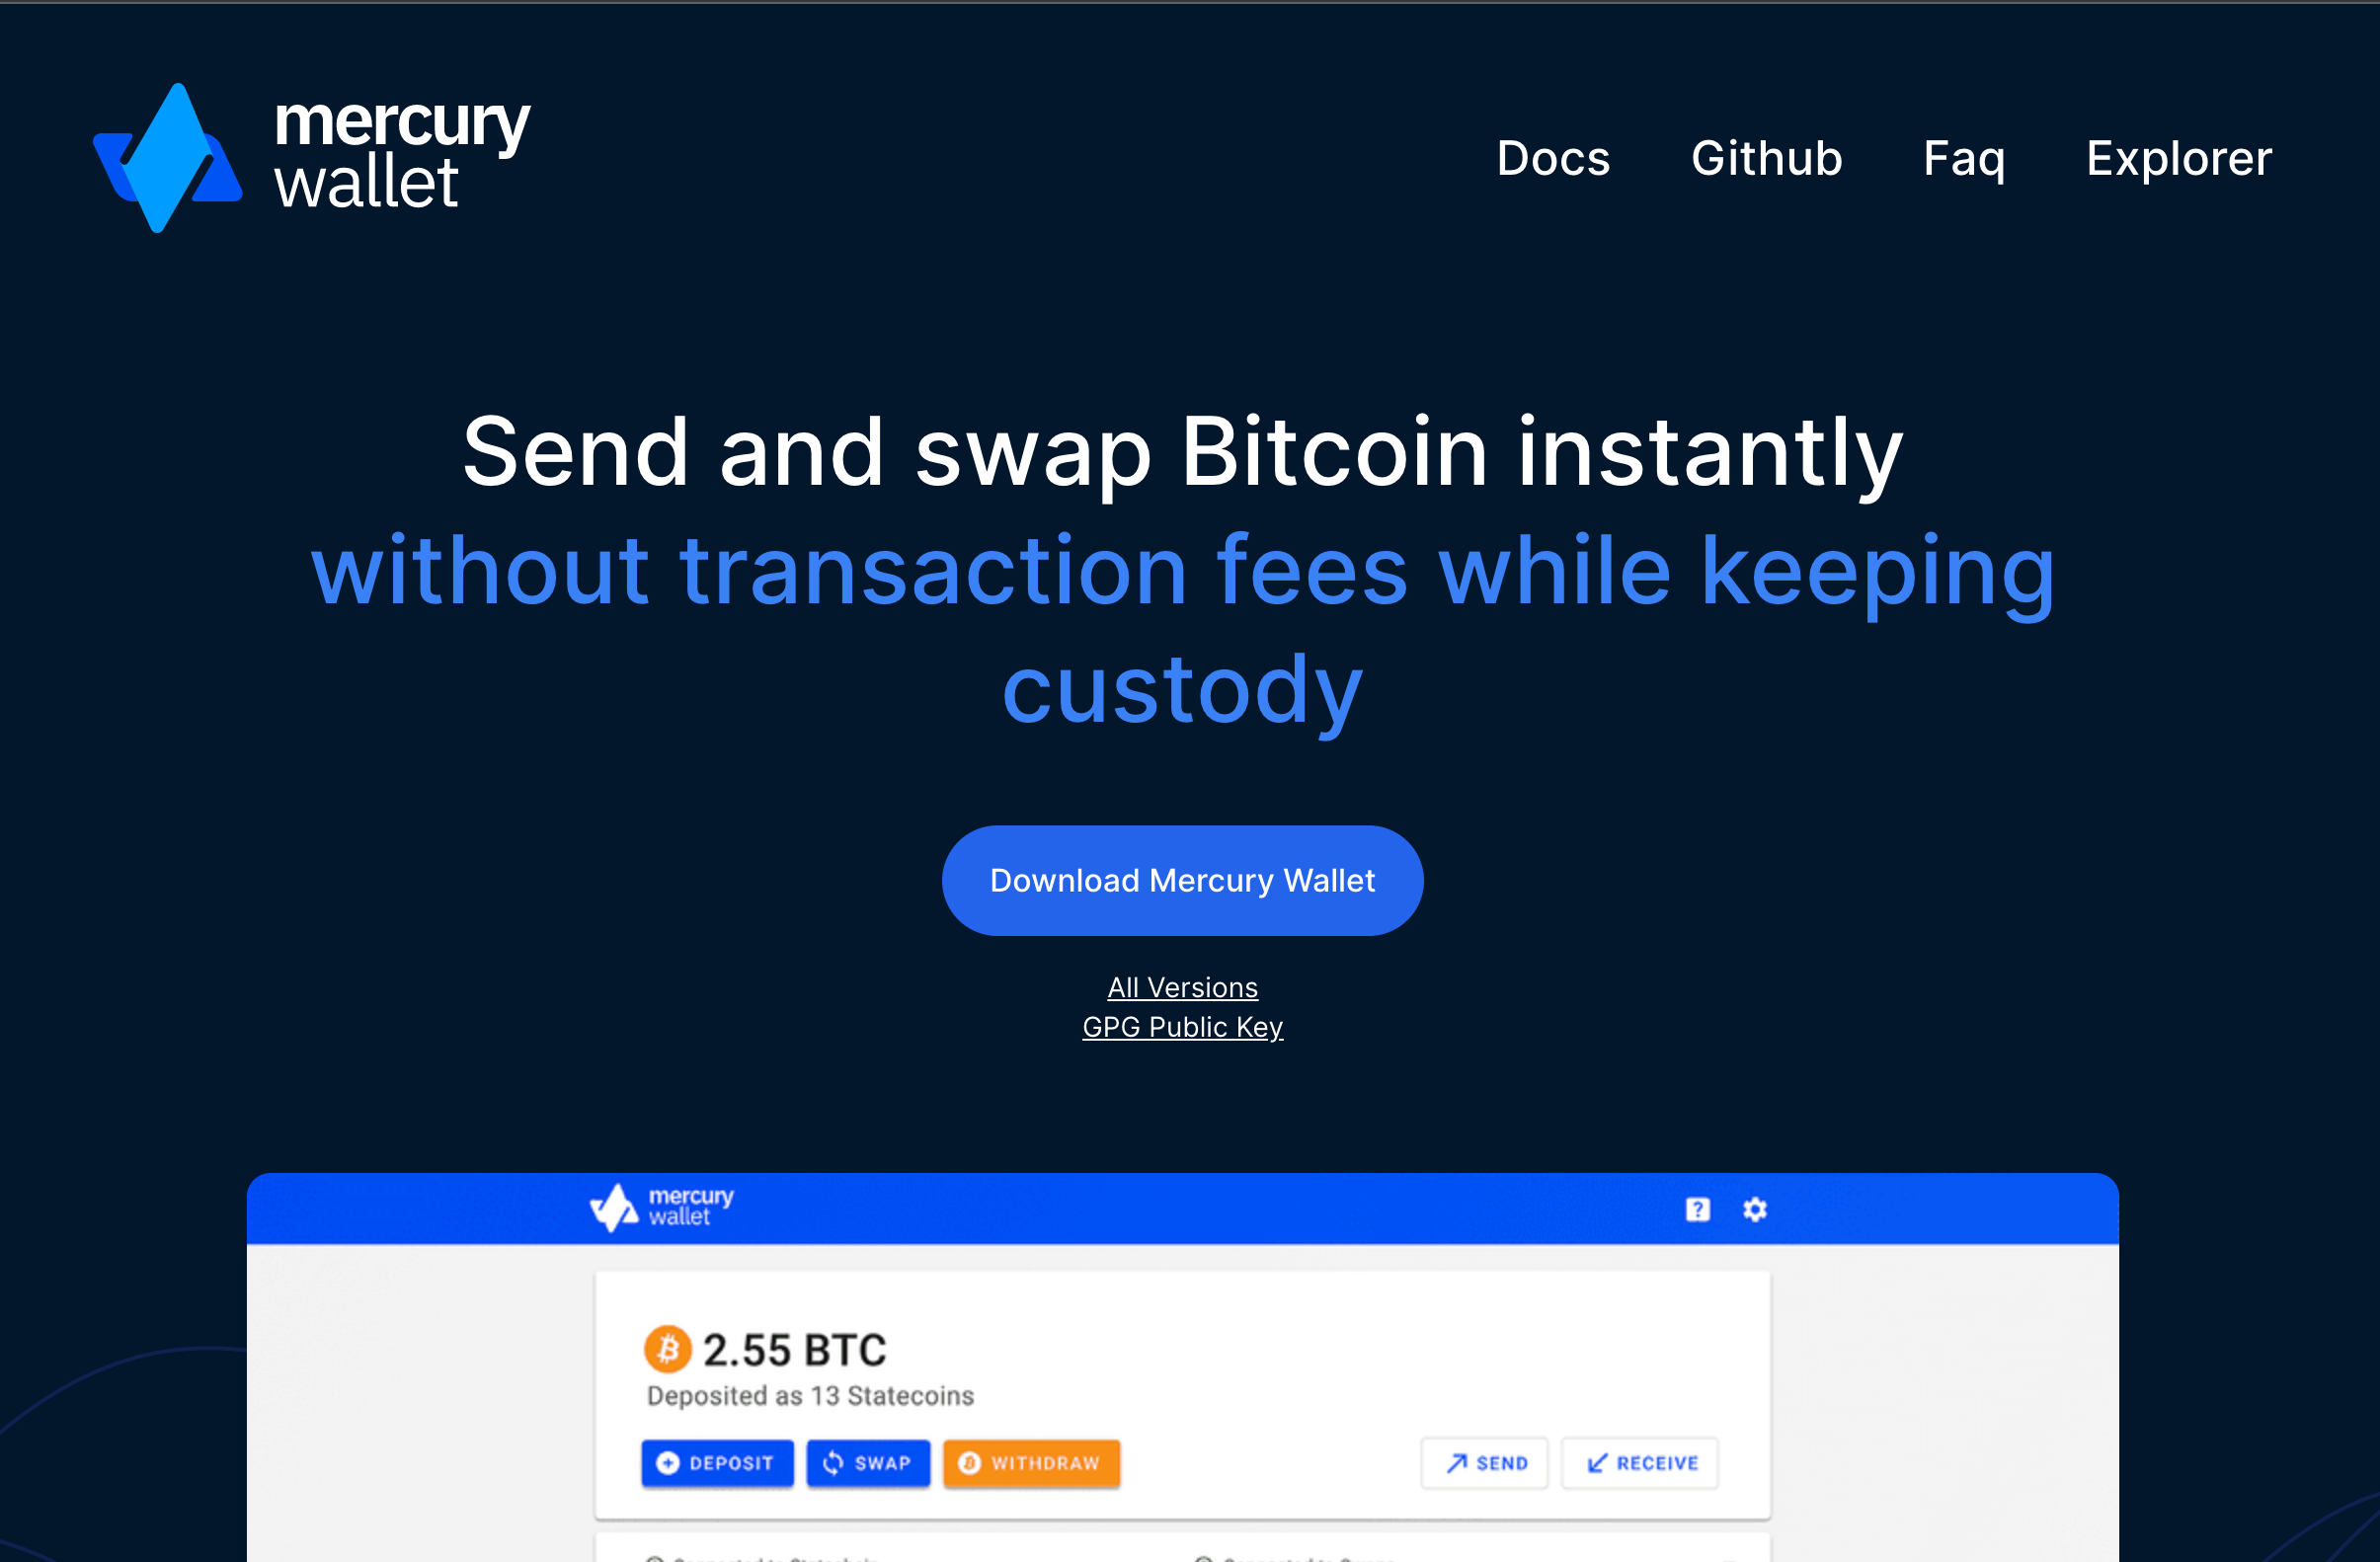 mercury
wallet
Docs Github Faq Explorer
Send and swap Bitcoin instantly
without transaction fees while keeping
custody
Download Mercury Wallet
All Versions
GPG Public Key
mercury
wallet
2.55 BTC
Deposited as 13 Statecoins
DEPOSIT SWAP WITHDRAW SEND RECEIVE